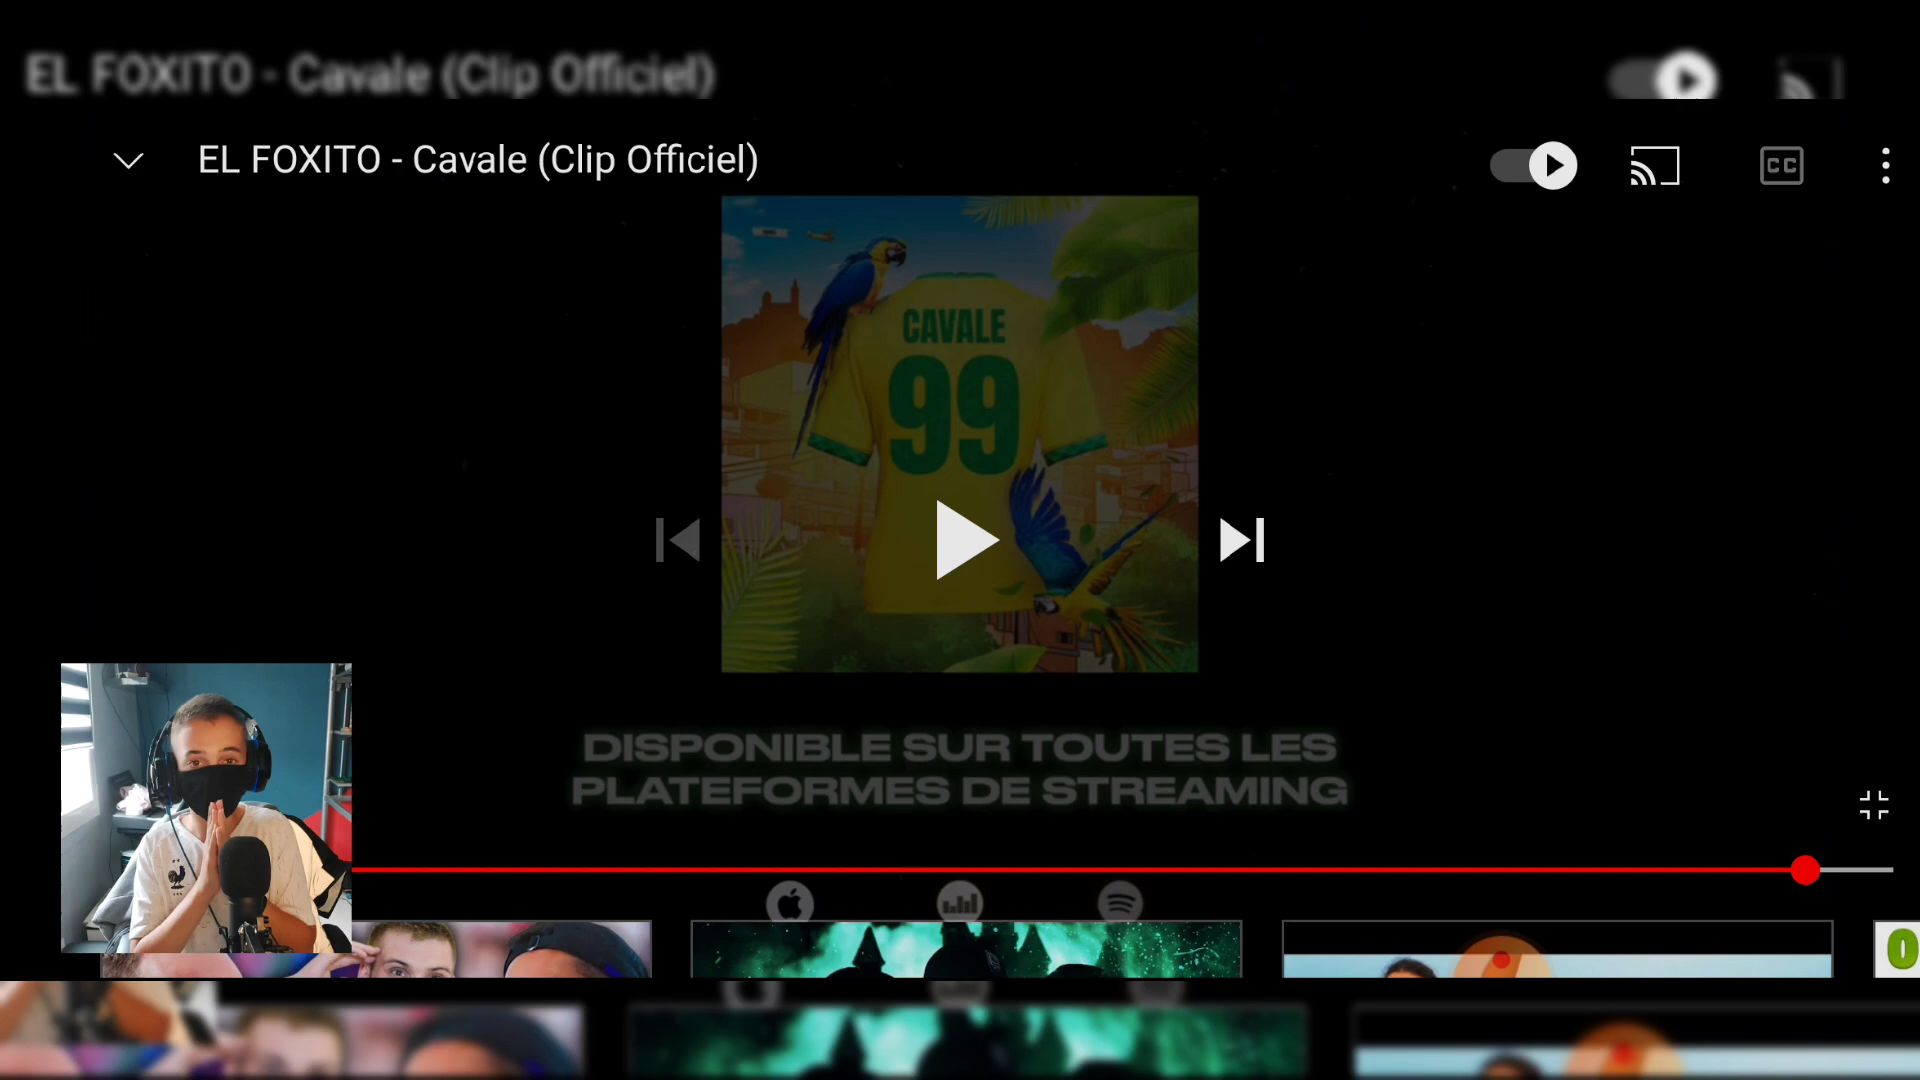 EL FOXITO - Cavale (Clip Officiel)
EL FOXITO - Cavale (Clip Officiel)
CC
CAVALE
99
DISPONIBLE SUR TOUTES LES
PLATEFORMES DE STREAMING